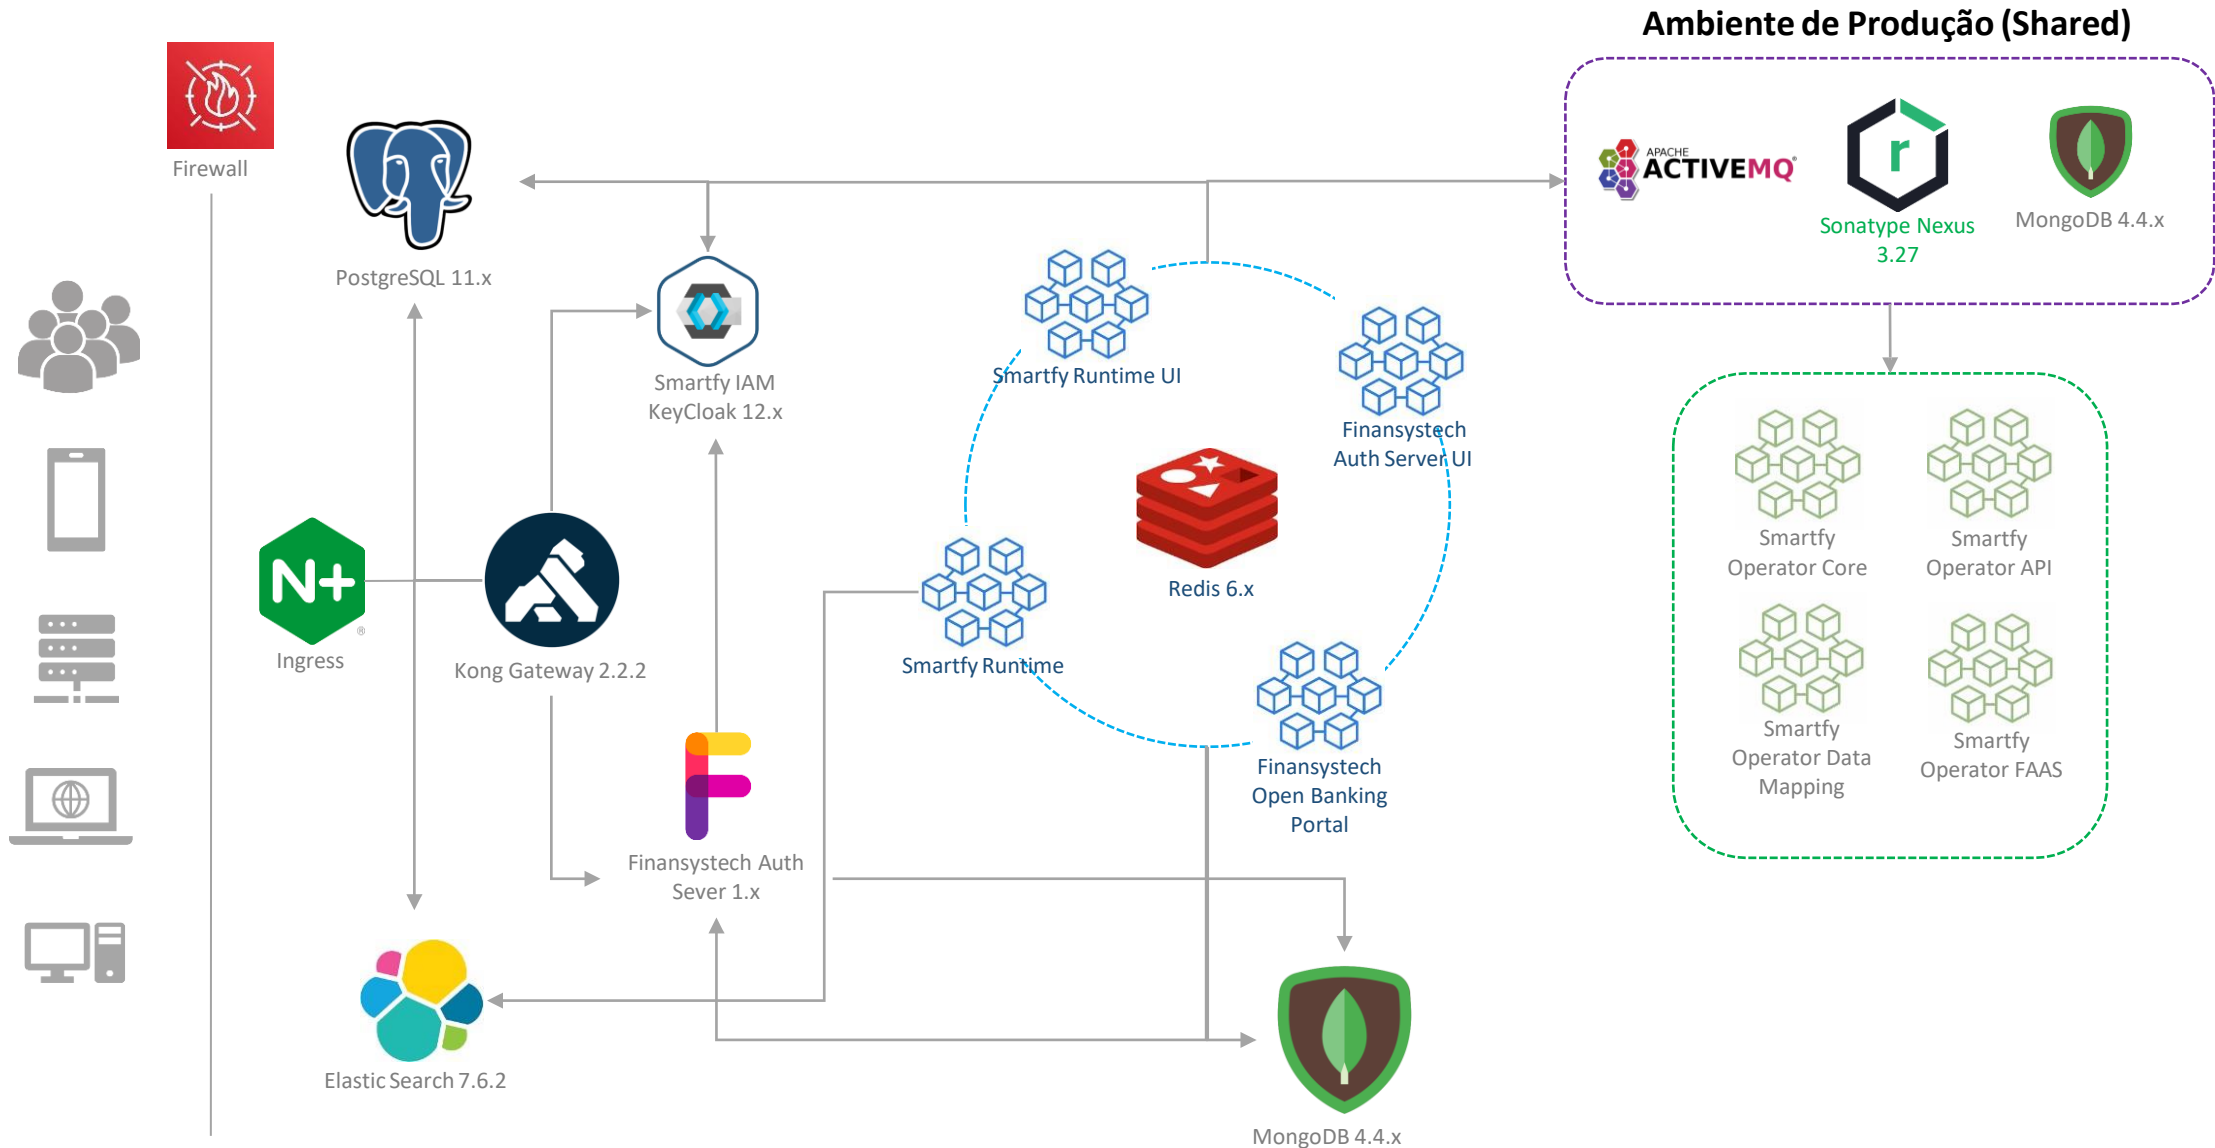 Ambiente de Produção (Shared)
Firewall
PostgreSQL 11.x
APACHE
ACTIVEMQ®
Sonatype Nexus
3.27
MongoDB 4.4.x
Smartfy IAM
KeyCloak 12.x
Smartfy Runtime UI
Finansystech
Auth Server UI
Redis 6.x
N+
®
Ingress
Kong Gateway 2.2.2
Smartfy Runtime
Finansystech
Open Banking
Portal
Finansystech Auth
Sever 1.x
Elastic Search 7.6.2
MongoDB 4.4.x
r
Smartfy
Operator Core
Smartfy
Operator API
Smartfy
Operator Data
Mapping
Smartfy
Operator FAAS